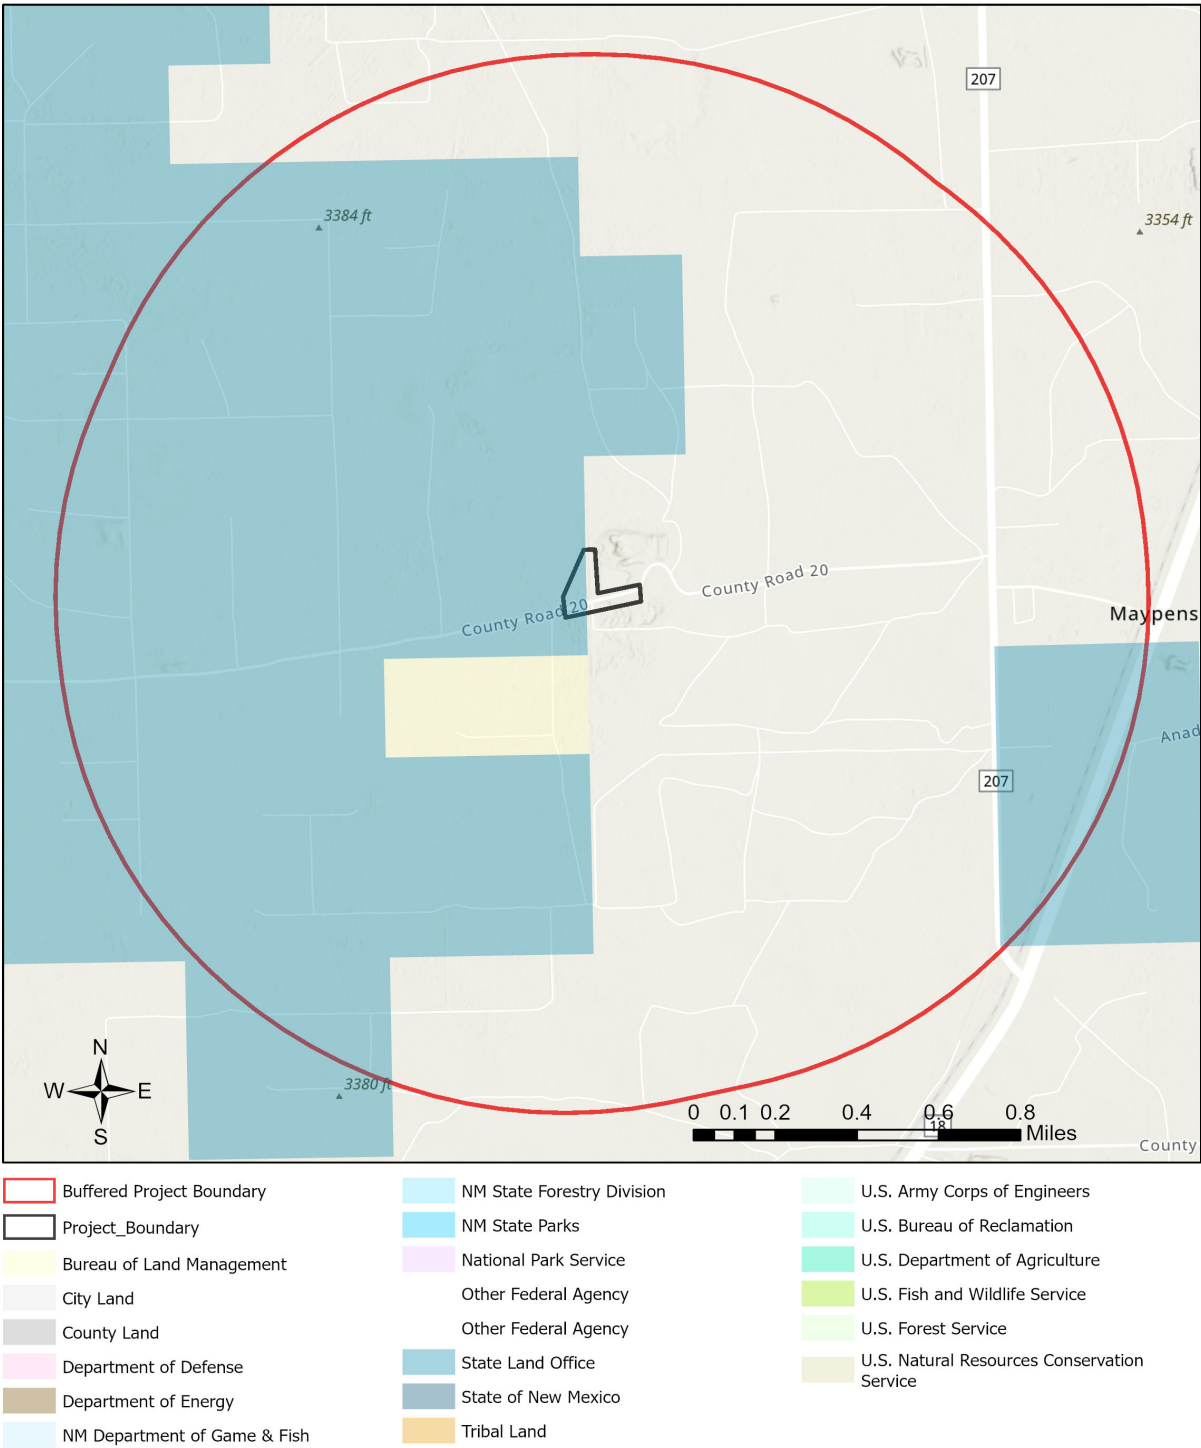 207
3384 ft
3354 ft
County Road 20
County Road 20
Maypens
Anad
207
N
W
E
S
3380 ft
0 0.1 0.2 0.4 0.6 0.8
Miles
18
County
Buffered Project Boundary
Project_Boundary
Bureau of Land Management
City Land
County Land
Department of Defense
Department of Energy
NM Department of Game & Fish
NM State Forestry Division
NM State Parks
National Park Service
Other Federal Agency
Other Federal Agency
State Land Office
State of New Mexico
Tribal Land
U.S. Army Corps of Engineers
U.S. Bureau of Reclamation
U.S. Department of Agriculture
U.S. Fish and Wildlife Service
U.S. Forest Service
U.S. Natural Resources Conservation
Service